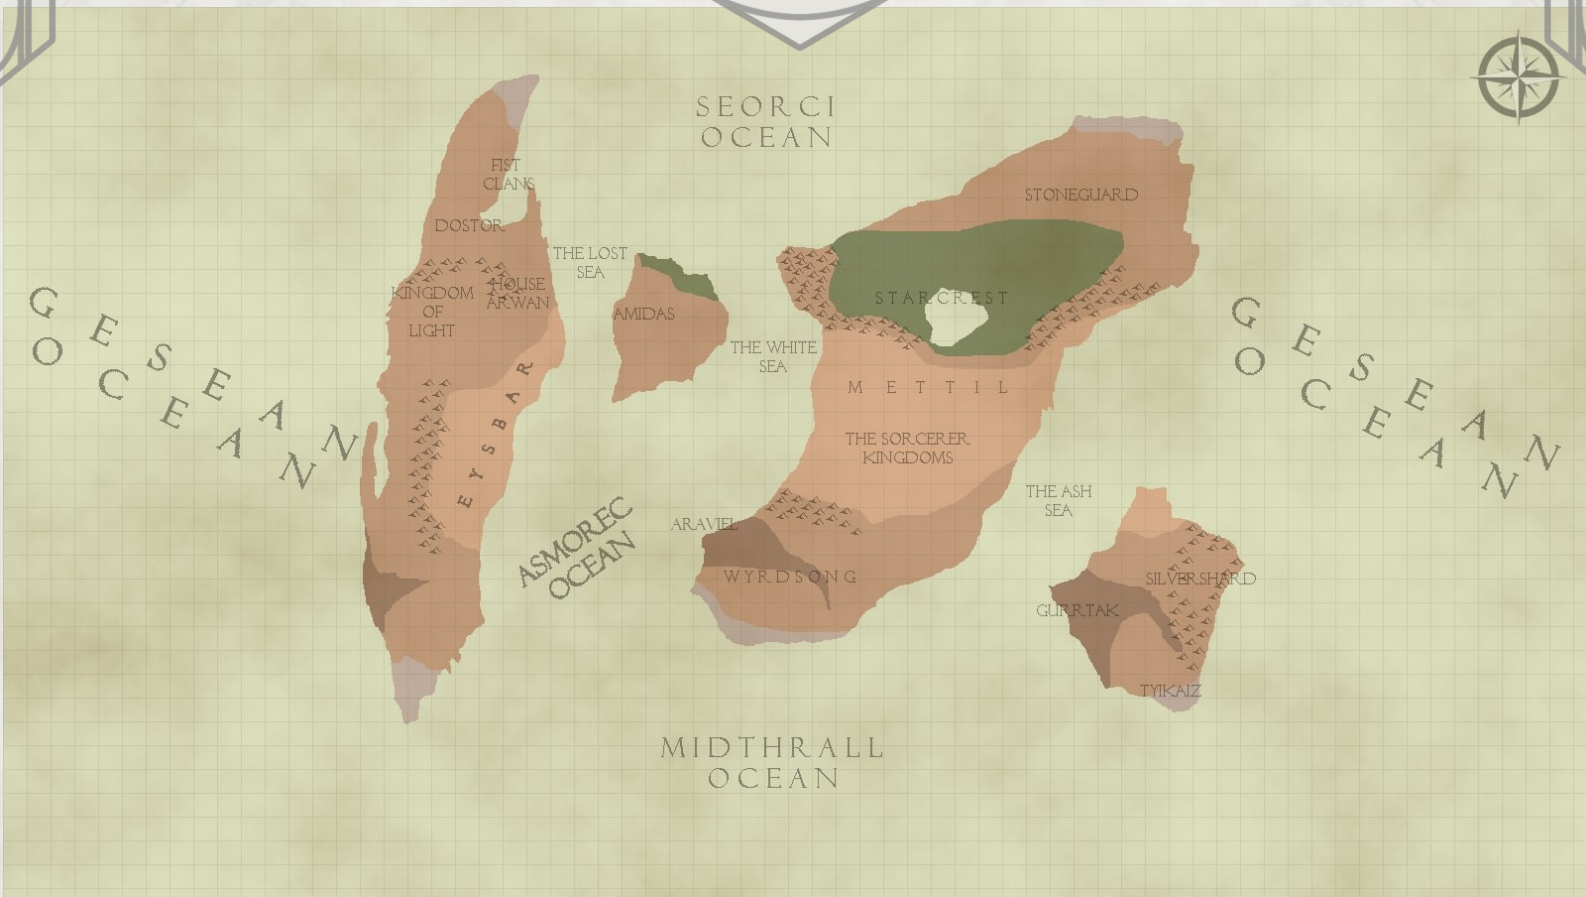 SEORCI
OCEAN
FIST
CLANS
DOSTOR
STONEGUARD
THE LOST
SEA
HOUSE
ARWAN
KINGDOM
OF
LIGHT
AMIDAS
STARCREST
GESEAN
OCEAN
GESEAN
OCEAN
THE WHITE
SEA
METTIL
EYSBAR
THE SORCERER
KINGDOMS
THE ASH
SEA
ARAVIEL
ASMOREC
OCEAN
WYRDSONG
SILVERSHARD
GURRTAK
TYIKAIZ
MIDTHRALL
OCEAN